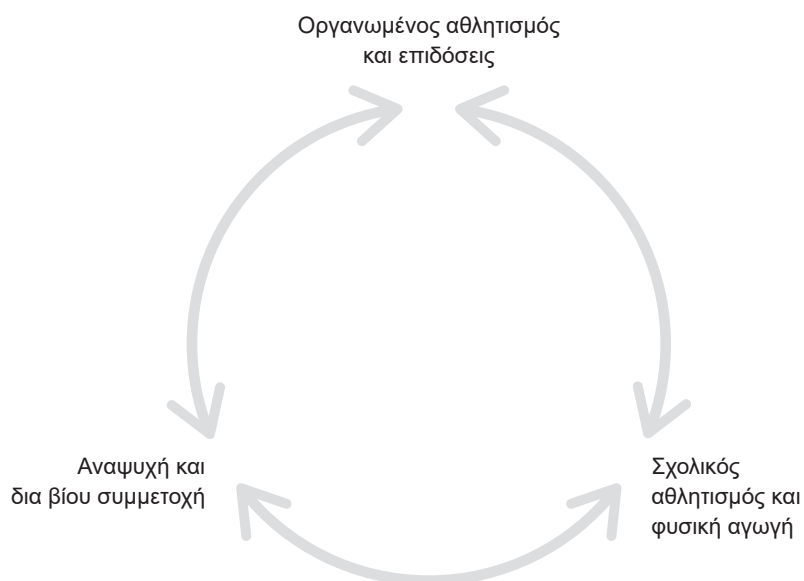 Οργανωμένος αθλητισμός
και επιδόσεις
Αναψυχή και
δια βίου συμμετοχή
Σχολικός
αθλητισμός και
φυσική αγωγή